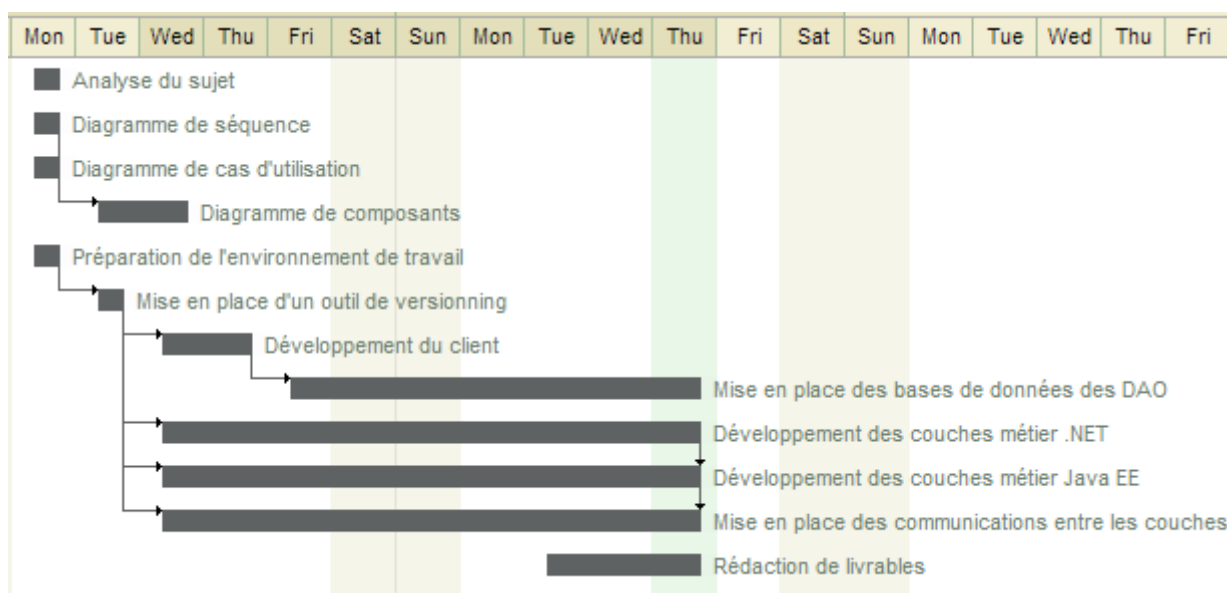 Mon Tue Wed Thu Fri Sat Sun Mon Tue Wed Thu Fri Sat Sun Mon Tue Wed Thu Fri
Analyse du sujet
Diagramme de séquence
Diagramme de cas d'utilisation
Diagramme de composants
Préparation de l'environnement de travail
Mise en place d'un outil de versionning
Développement du client
Mise en place des bases de données des DAO
Développement des couches métier .NET
Développement des couches métier Java EE
Mise en place des communications entre les couches
Rédaction de livrables